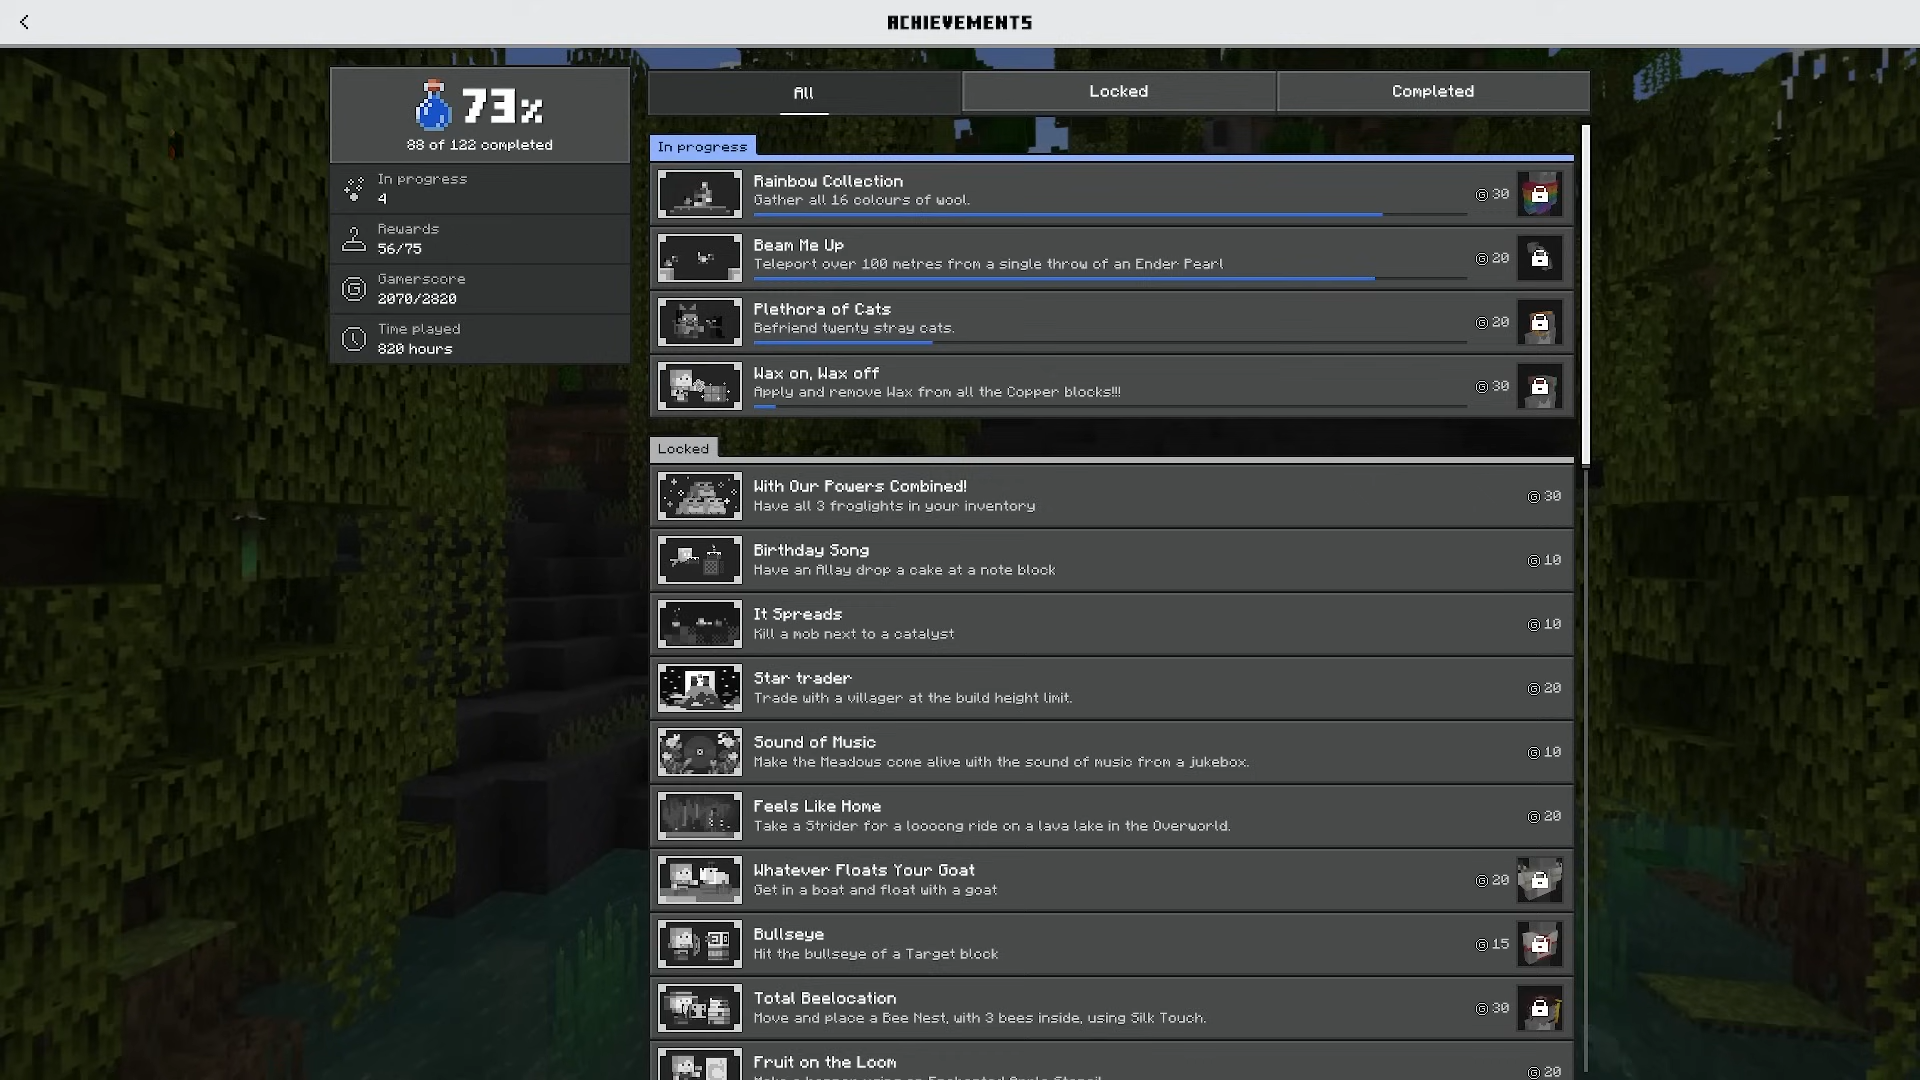 ACHIEVEMENTS
73%
88 of 122 completed
In progress
4
Rewards
56/75
Gamerscore
2070/2820
Time played
820 hours
All
Locked
Completed
In progress
Rainbow Collection
Gather all 16 colours of wool.
30
Beam Me Up
Teleport over 100 metres from a single throw of an Ender Pearl
20
Plethora of Cats
Befriend twenty stray cats.
20
Wax on, Wax off
Apply and remove Wax from all the Copper blocks!!!
30
Locked
With Our Powers Combined!
Have all 3 froglights in your inventory
30
Birthday Song
Have an Allay drop a cake at a note block
10
It Spreads
Kill a mob next to a catalyst
10
Star trader
Trade with a villager at the build height limit.
20
Sound of Music
Make the Meadows come alive with the sound of music from a jukebox.
10
Feels Like Home
Take a Strider for a loooong ride on a lava lake in the Overworld.
20
Whatever Floats Your Goat
Get in a boat and float with a goat
20
Bullseye
Hit the bullseye of a Target block
15
Total Beelocation
Move and place a Bee Nest, with 3 bees inside, using Silk Touch.
30
Fruit on the Loom
20